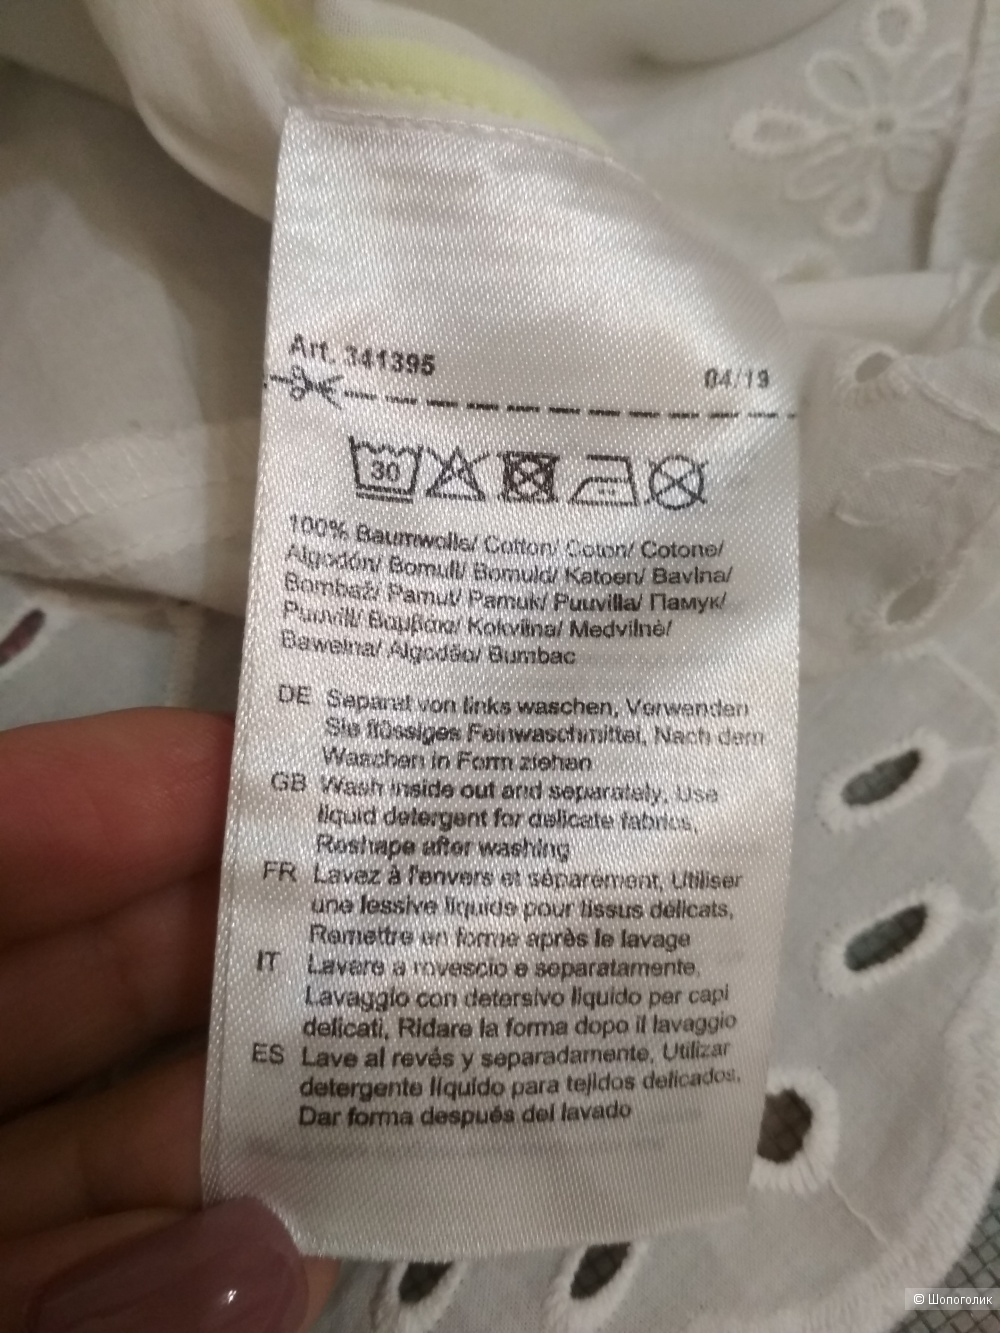 Art. 341395
04/19
30
100% Baumwolle/ Cotton/ Coton/ Cotone/
Algodón/ Bomull/ Bomuld/ Katoen/ Bavlna/
Bombaž/ Pamut/ Pamuk/ Puuvilla/ Памук/
Puuvill/ Βαμβάκι/ Kokvilna/ Medvilnė/
Bawełna/ Algodão/ Bumbac
DE Separat von links waschen, Verwenden
Sie flüssiges Feinwaschmittel, Nach dem
Waschen in Form ziehen
GB Wash inside out and separately, Use
liquid detergent for delicate fabrics,
Reshape after washing
FR Lavez à l'envers et séparement, Utiliser
une lessive liquide pour tissus délicats,
Remettre en forme après le lavage
IT Lavare a rovescio e separatamente,
Lavaggio con detersivo liquido per capi
delicati, Ridare la forma dopo il lavaggio
ES Lave al revés y separadamente, Utilizar
detergente líquido para tejidos delicados,
Dar forma después del lavado
© Шопоголик